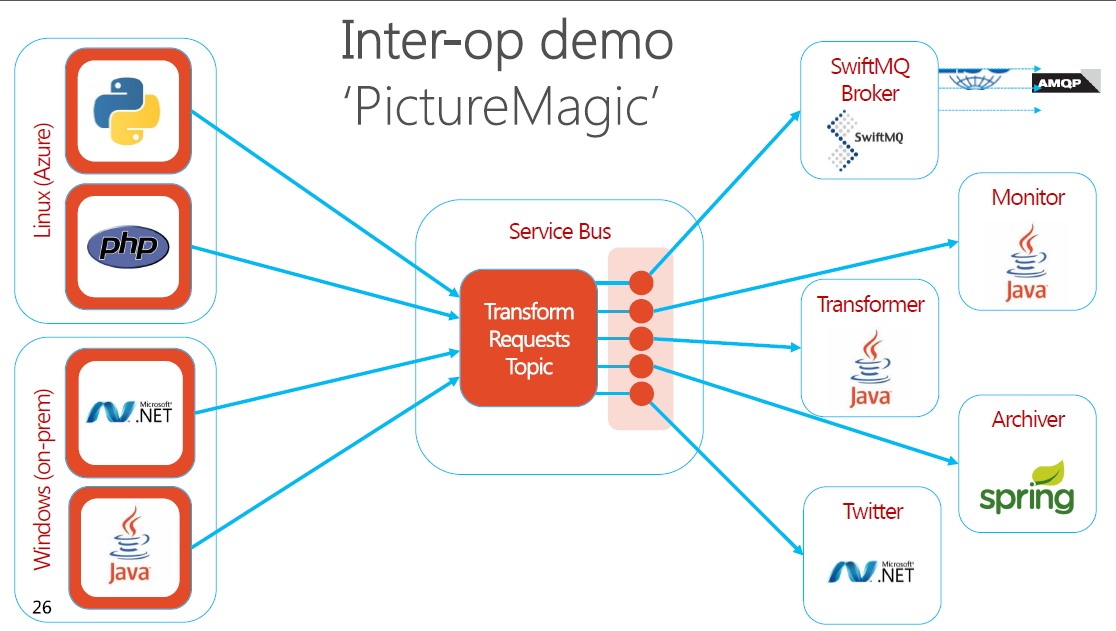 Inter-op demo
‘PictureMagic’
Linux (Azure)
php
Windows (on-prem)
Microsoft®
.NET
Java
26
Service Bus
Transform
Requests
Topic
SwiftMQ
Broker
SwiftMQ
AMQP
Monitor
Java
Transformer
Java
Archiver
spring
Twitter
Microsoft®
.NET